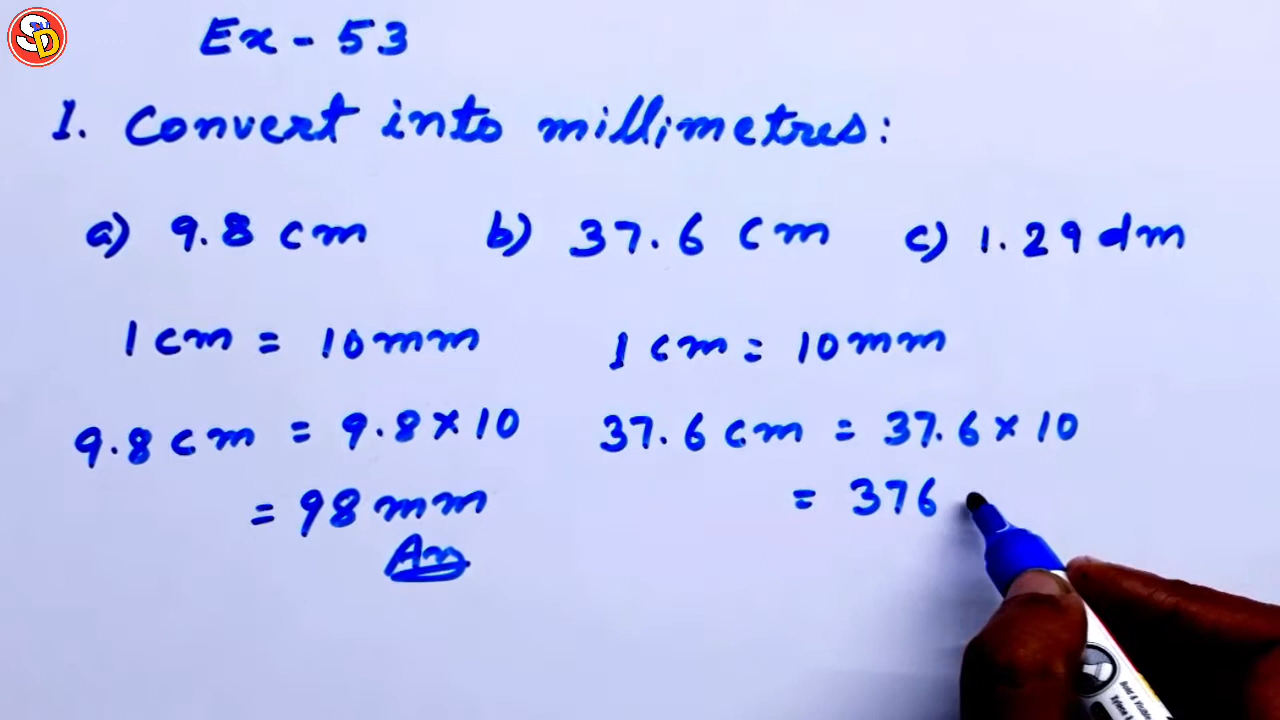 SD
Ex - 53
1. Convert into millimetres:
a) 9.8 cm b) 37.6 cm c) 1.29 dm
1 cm = 10 mm 1 cm = 10 mm
9.8 cm = 9.8 × 10 37.6 cm = 37.6 × 10
= 98 mm = 376
Ans